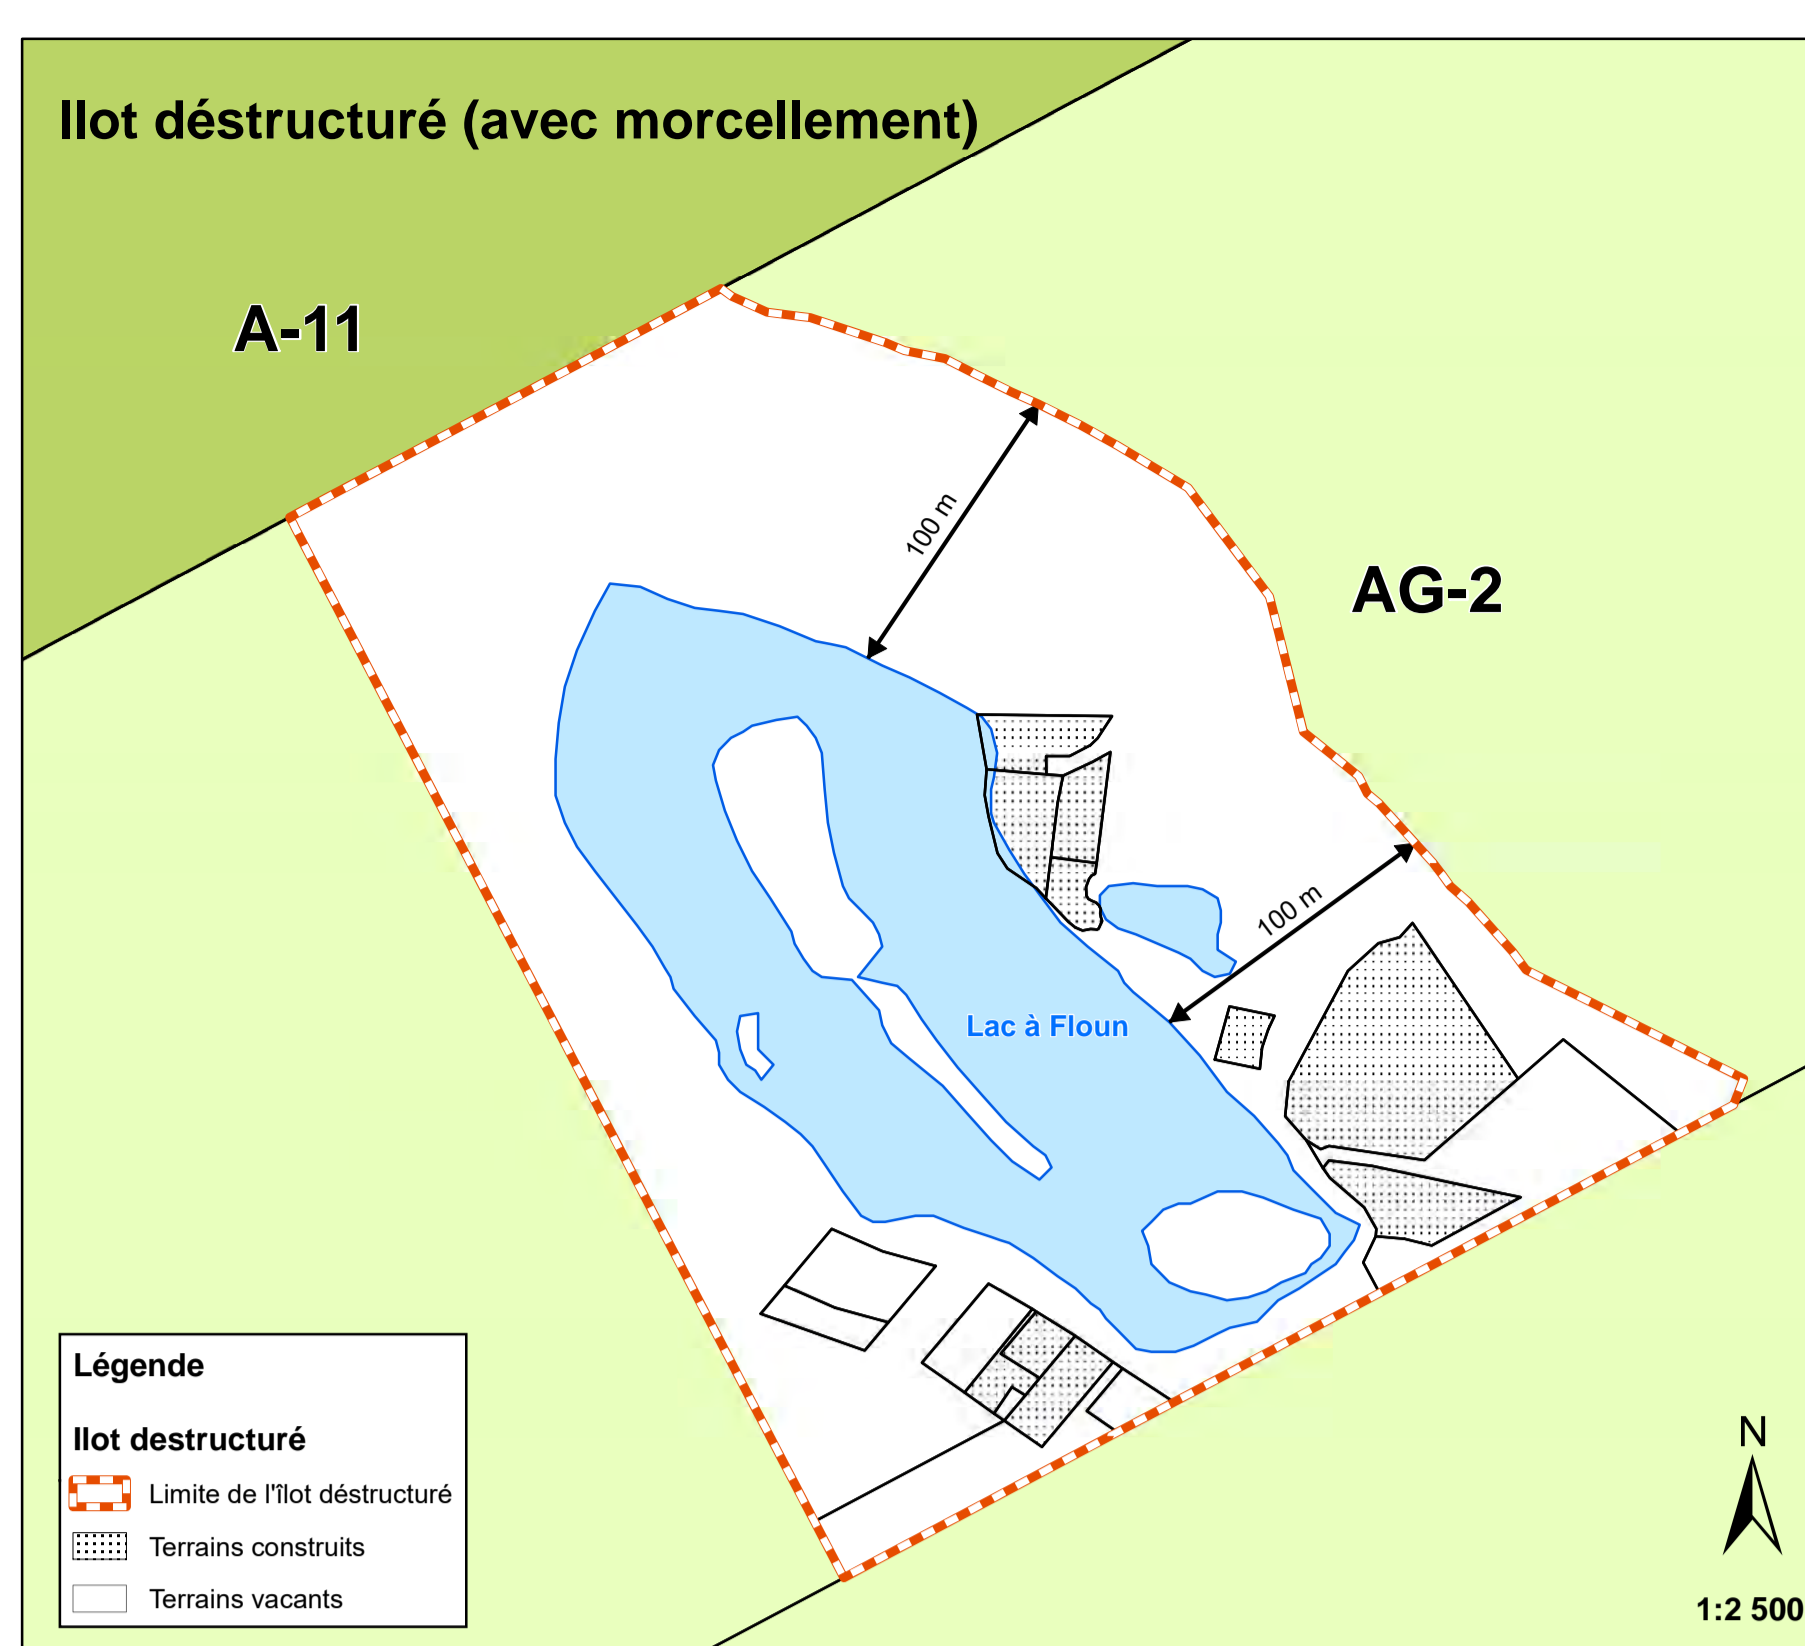 Ilot déstructuré (avec morcellement)
A-11
100 m
AG-2
100 m
Lac à Floun
Légende
Ilot destructuré
Limite de l'îlot déstructuré
Terrains construits
Terrains vacants
N
1:2 500